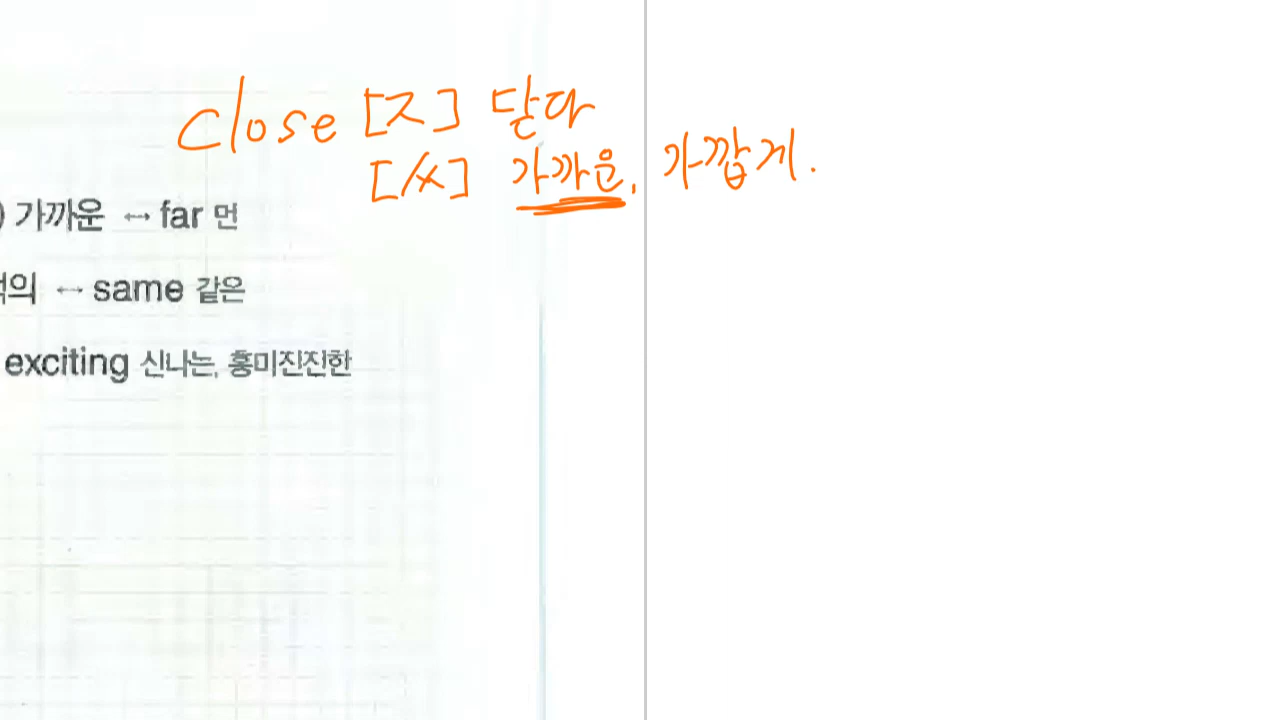 close [ㅈ] 닫다
[ㅆ] 가까운, 가깝게.
) 가까운 ↔ far 먼
의 ↔ same 같은
exciting 신나는, 흥미진진한